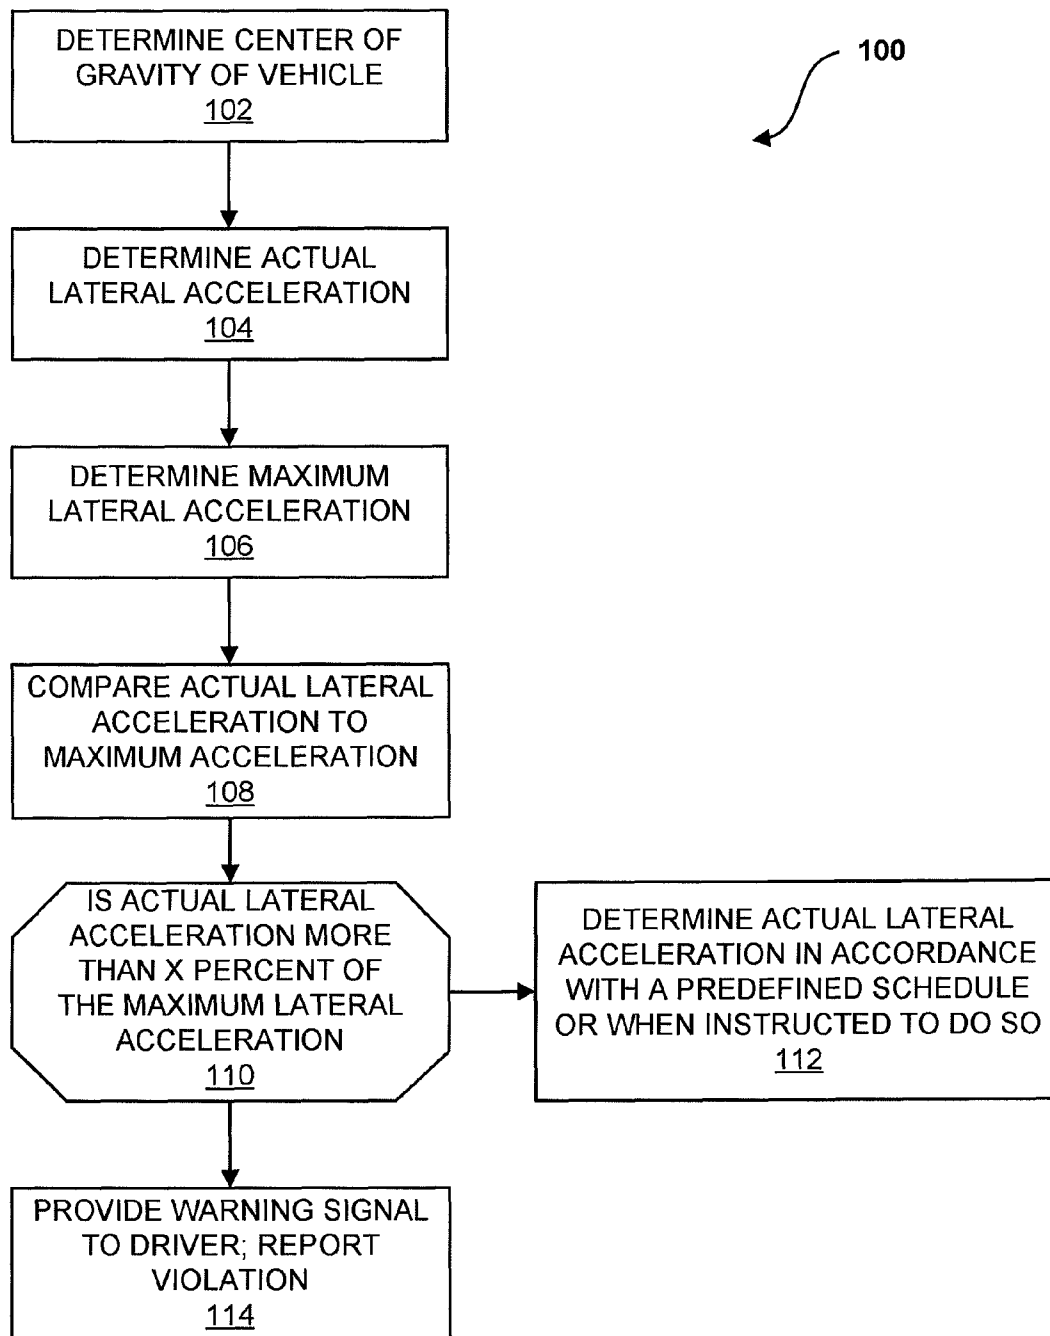 DETERMINE CENTER OF
GRAVITY OF VEHICLE
102
100
DETERMINE ACTUAL
LATERAL ACCELERATION
104
DETERMINE MAXIMUM
LATERAL ACCELERATION
106
COMPARE ACTUAL LATERAL
ACCELERATION TO
MAXIMUM ACCELERATION
108
IS ACTUAL LATERAL
ACCELERATION MORE
THAN X PERCENT OF
THE MAXIMUM LATERAL
ACCELERATION
110
DETERMINE ACTUAL LATERAL
ACCELERATION IN ACCORDANCE
WITH A PREDEFINED SCHEDULE
OR WHEN INSTRUCTED TO DO SO
112
PROVIDE WARNING SIGNAL
TO DRIVER; REPORT
VIOLATION
114